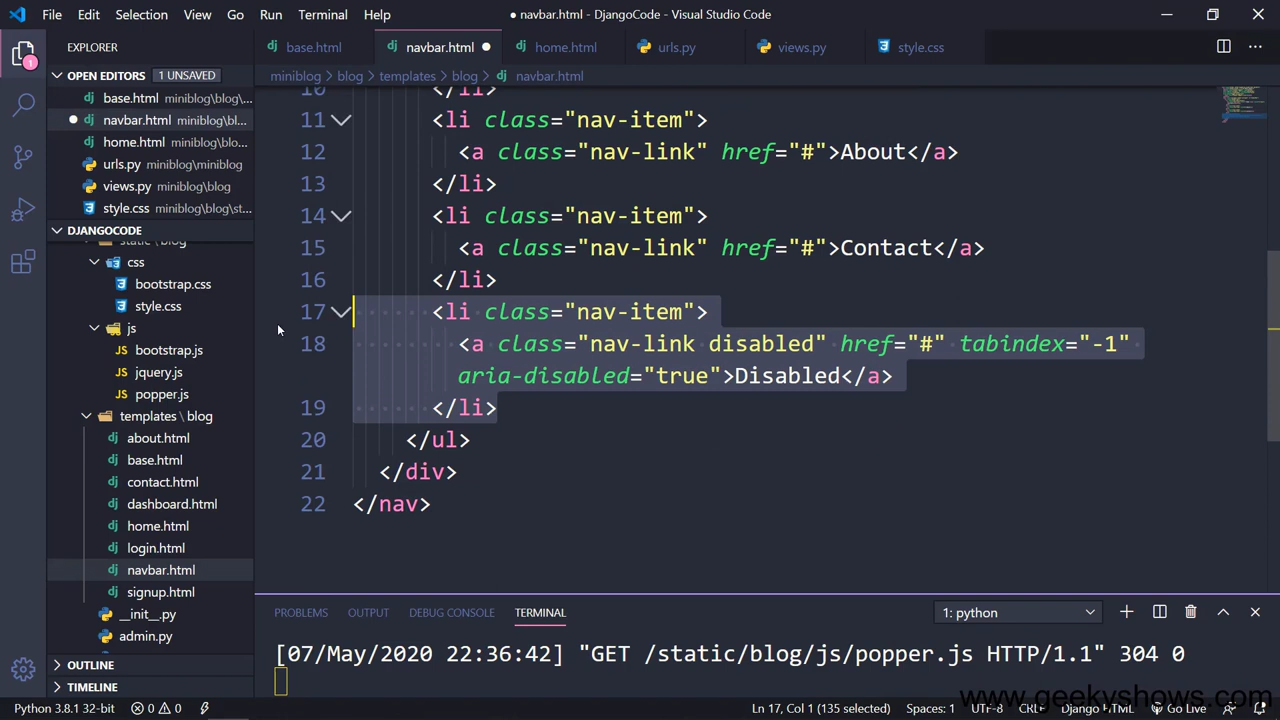 File Edit Selection View Go Run Terminal Help
● navbar.html - DjangoCode - Visual Studio Code
EXPLORER
base.html navbar.html home.html urls.py views.py style.css
OPEN EDITORS 1 UNSAVED
miniblog > blog > templates > blog > navbar.html
base.html miniblog\blog\...
navbar.html miniblog\bl...
home.html miniblog\blo...
urls.py miniblog\miniblog
views.py miniblog\blog
style.css miniblog\blog\st...
DJANGOCODE
static \ blog
css
bootstrap.css
style.css
js
bootstrap.js
jquery.js
popper.js
templates \ blog
about.html
base.html
contact.html
dashboard.html
home.html
login.html
navbar.html
signup.html
__init__.py
admin.py
OUTLINE
TIMELINE
10 </li>
11 <li class="nav-item">
12 <a class="nav-link" href="#">About</a>
13 </li>
14 <li class="nav-item">
15 <a class="nav-link" href="#">Contact</a>
16 </li>
17 <li class="nav-item">
18 <a class="nav-link disabled" href="#" tabindex="-1"
aria-disabled="true">Disabled</a>
19 </li>
20 </ul>
21 </div>
22 </nav>
PROBLEMS OUTPUT DEBUG CONSOLE TERMINAL 1: python
[07/May/2020 22:36:42] "GET /static/blog/js/popper.js HTTP/1.1" 304 0
www.geekyshows.com
Python 3.8.1 32-bit 0 0 Ln 17, Col 1 (135 selected) Spaces: 1 UTF-8 CRLF Django HTML Go Live
1